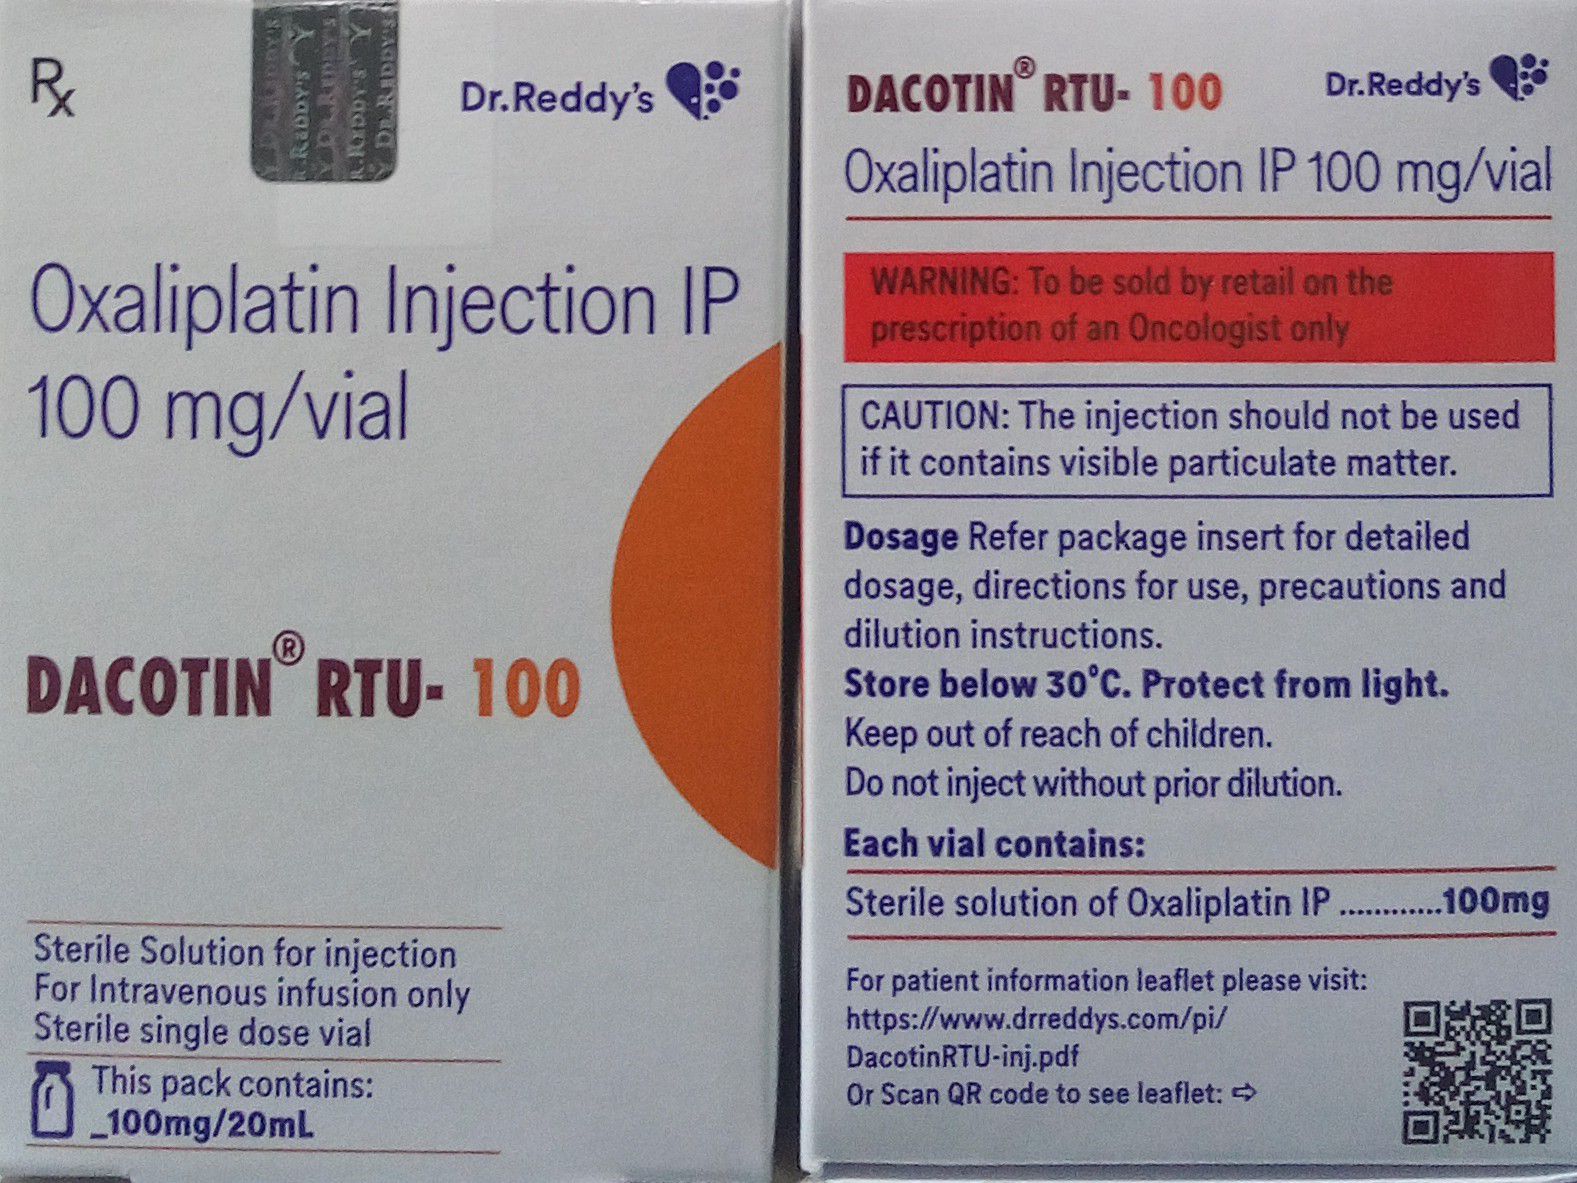 Rx
Dr.Reddy's
Oxaliplatin Injection IP
100 mg/vial
DACOTIN® RTU- 100
Sterile Solution for injection
For Intravenous infusion only
Sterile single dose vial
This pack contains:
_100mg/20mL
DACOTIN® RTU- 100
Dr.Reddy's
Oxaliplatin Injection IP 100 mg/vial
WARNING: To be sold by retail on the
prescription of an Oncologist only
CAUTION: The injection should not be used
if it contains visible particulate matter.
Dosage Refer package insert for detailed
dosage, directions for use, precautions and
dilution instructions.
Store below 30°C. Protect from light.
Keep out of reach of children.
Do not inject without prior dilution.
Each vial contains:
Sterile solution of Oxaliplatin IP ............100mg
For patient information leaflet please visit:
https://www.drreddys.com/pi/
DacotinRTU-inj.pdf
Or Scan QR code to see leaflet: ⇨